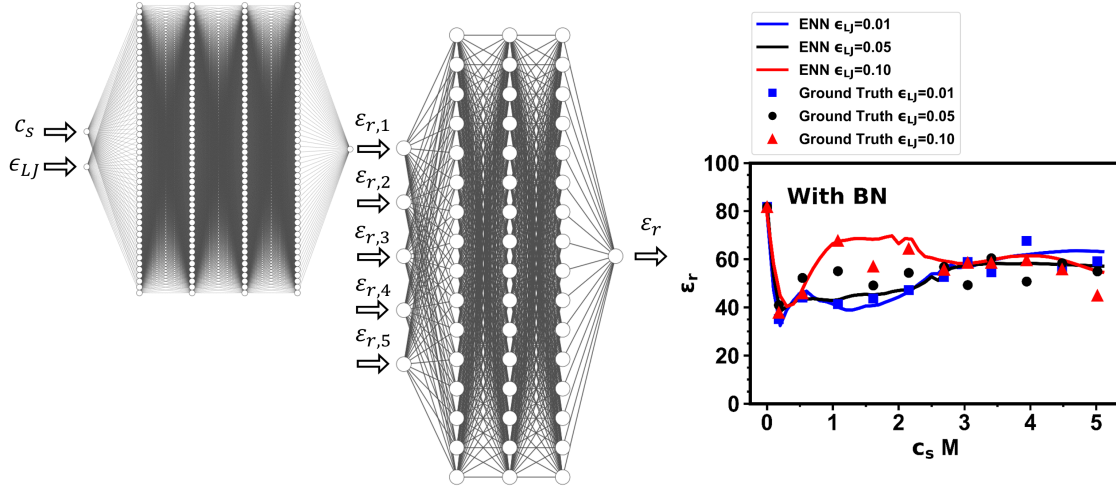 c_s
ϵ_LJ
ε_r,1
ε_r,2
ε_r,3
ε_r,4
ε_r,5
ε_r
ENN ϵ_LJ=0.01
ENN ϵ_LJ=0.05
ENN ϵ_LJ=0.10
Ground Truth ϵ_LJ=0.01
Ground Truth ϵ_LJ=0.05
Ground Truth ϵ_LJ=0.10
With BN
100
80
60
40
20
0
ε_r
0 1 2 3 4 5
c_s M